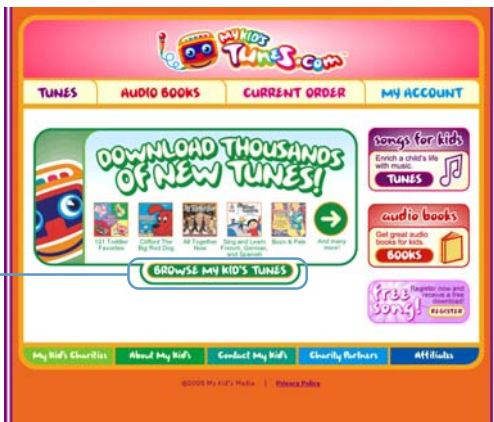 MY KID'S
TUNES.COM
TUNES
AUDIO BOOKS
CURRENT ORDER
MY ACCOUNT
DOWNLOAD THOUSANDS
OF NEW TUNES!
101 Toddler
Favorites
Clifford The
Big Red Dog
All Together
Now
Sing and Learn
French, German,
and Spanish
And many
more!
BROWSE MY KID'S TUNES
songs for kids
Enrich a child's life
with music.
TUNES
audio books
Get great audio
books for kids.
BOOKS
free
song!
Register now and
receive a free
download!
REGISTER
My Kid's Charities
About My Kid's
Contact My Kid's
Charity Partners
Affiliates
©2005 My Kid's Media | Privacy Policy